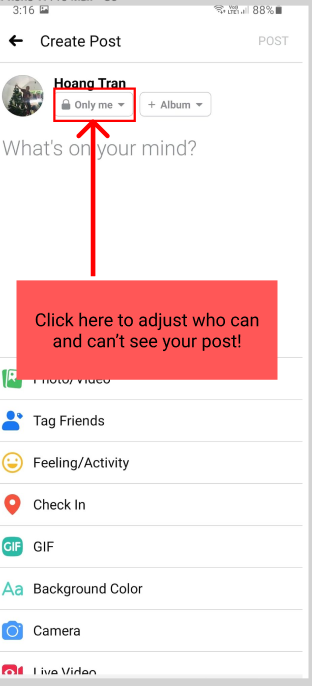 3:16 88%
Create Post POST
Hoang Tran
Only me + Album
What's on your mind?
Click here to adjust who can
and can't see your post!
Photo/Video
Tag Friends
Feeling/Activity
Check In
GIF GIF
Aa Background Color
Camera
Live Video